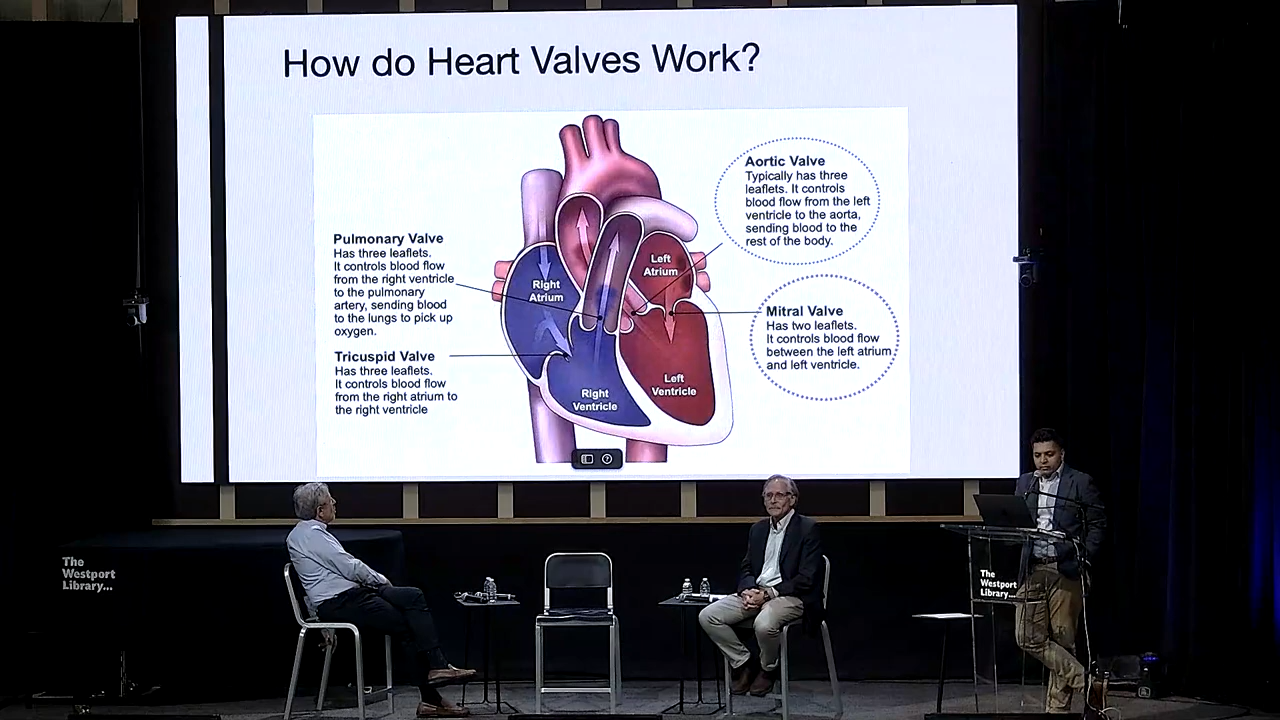 How do Heart Valves Work?
Aortic Valve
Typically has three
leaflets. It controls
blood flow from the left
ventricle to the aorta,
sending blood to the
rest of the body.
Pulmonary Valve
Has three leaflets.
It controls blood flow
from the right ventricle
to the pulmonary
artery, sending blood
to the lungs to pick up
oxygen.
Left
Atrium
Right
Atrium
Mitral Valve
Has two leaflets.
It controls blood flow
between the left atrium
and left ventricle.
Tricuspid Valve
Has three leaflets.
It controls blood flow
from the right atrium to
the right ventricle
Left
Ventricle
Right
Ventricle
The
Westport
Library...
The
Westport
Library...